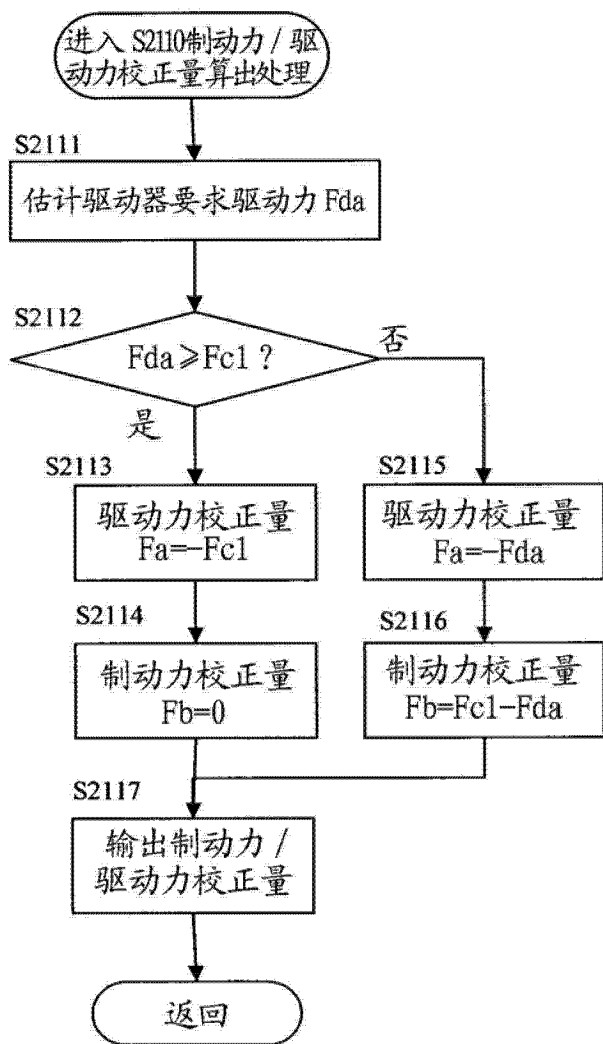 进入 S2110制动力/驱
动力校正量算出处理
S2111
估计驱动器要求驱动力 Fda
S2112
Fda≥Fc1？
否
是
S2113
驱动力校正量
Fa=-Fc1
S2115
驱动力校正量
Fa=-Fda
S2114
制动力校正量
Fb=0
S2116
制动力校正量
Fb=Fc1-Fda
S2117
输出制动力/
驱动力校正量
返回